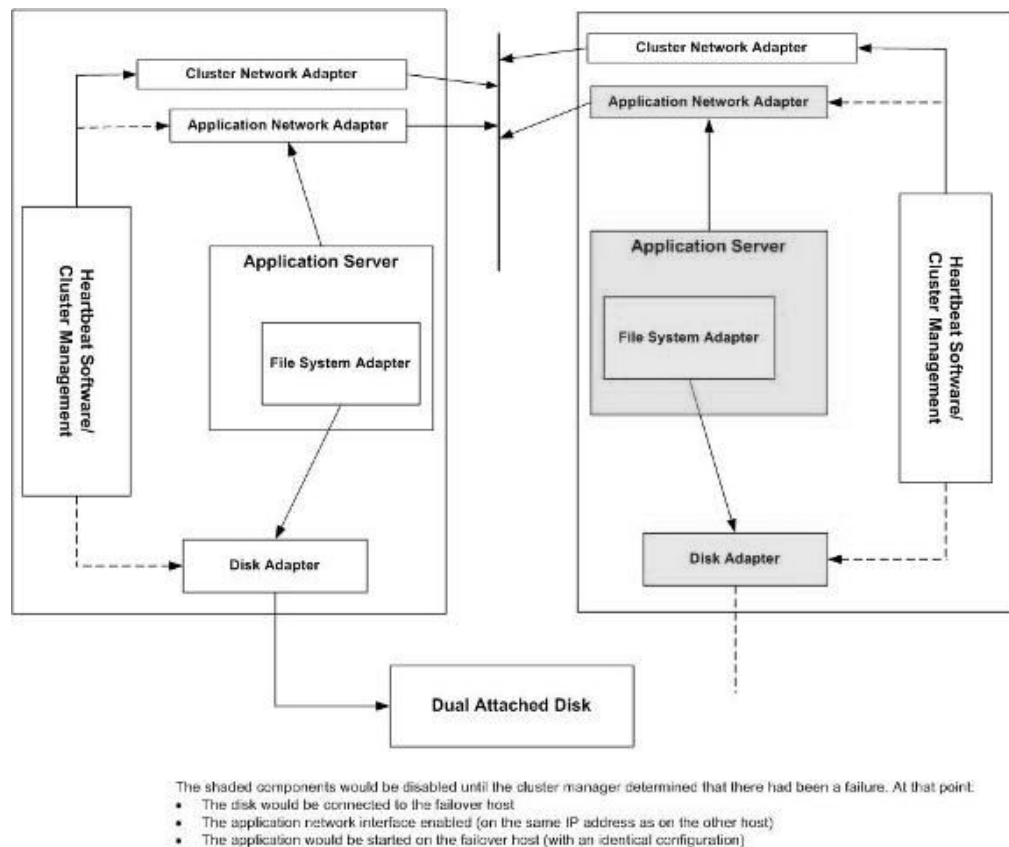 Cluster Network Adapter
Application Network Adapter
Heartbeat Software/
Cluster Management
Application Server
File System Adapter
Disk Adapter
Cluster Network Adapter
Application Network Adapter
Application Server
File System Adapter
Heartbeat Software/
Cluster Management
Disk Adapter
Dual Attached Disk
The shaded components would be disabled until the cluster manager determined that there had been a failure. At that point:
• The disk would be connected to the failover host
• The application network interface enabled (on the same IP address as on the other host)
• The application would be started on the failover host (with an identical configuration)